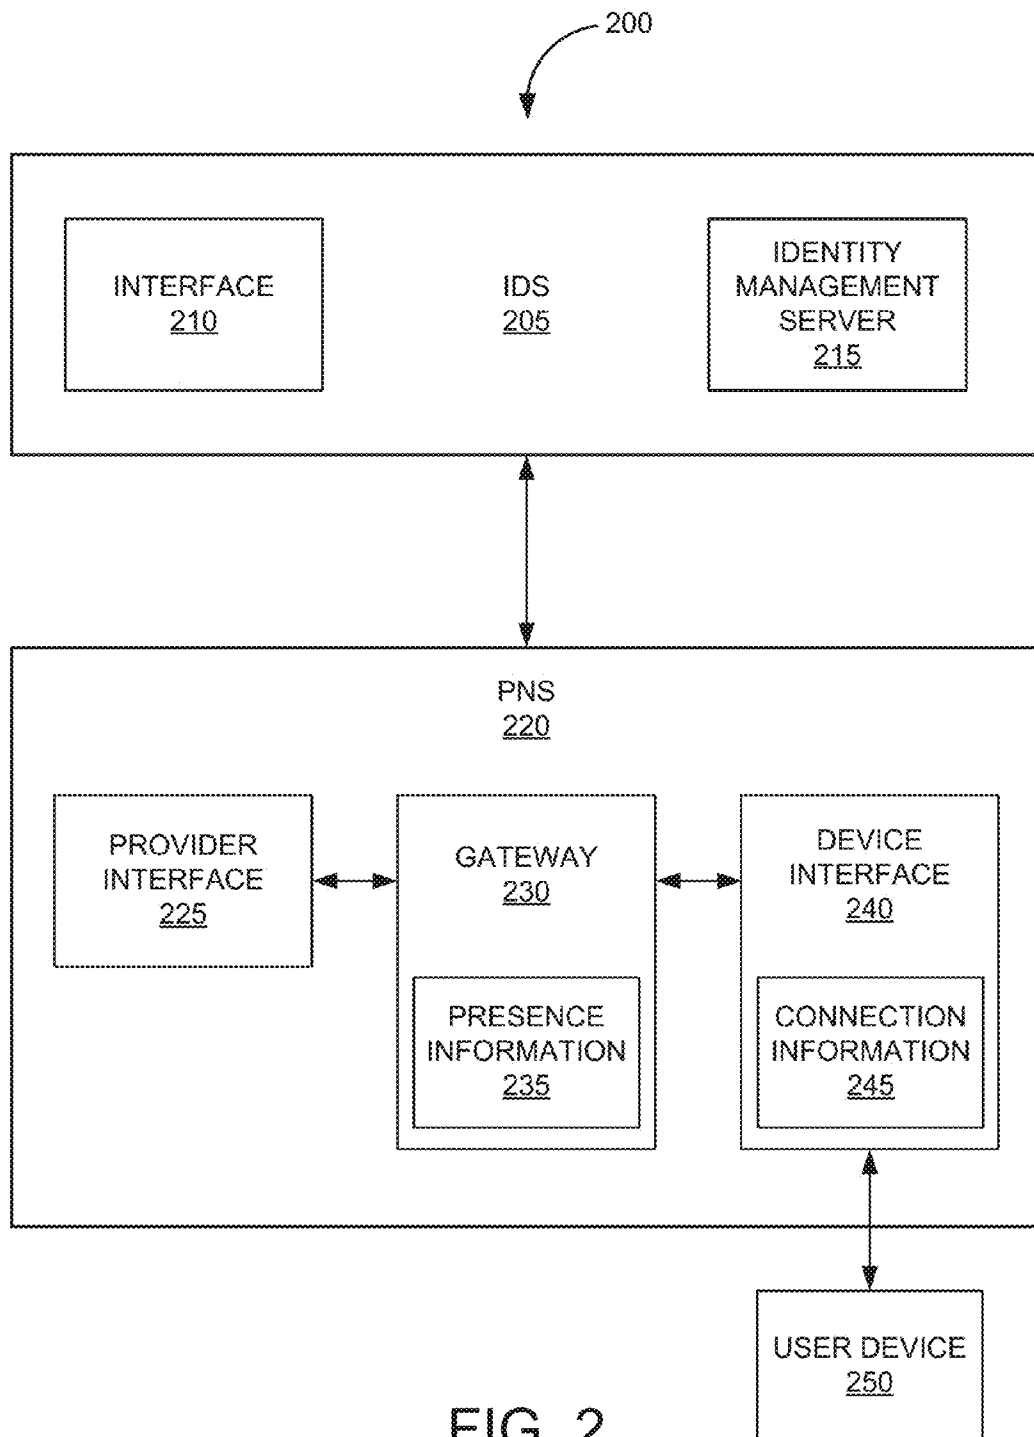 200
INTERFACE
210
IDS
205
IDENTITY
MANAGEMENT
SERVER
215
PNS
220
PROVIDER
INTERFACE
225
GATEWAY
230
PRESENCE
INFORMATION
235
DEVICE
INTERFACE
240
CONNECTION
INFORMATION
245
USER DEVICE
250
FIG. 2